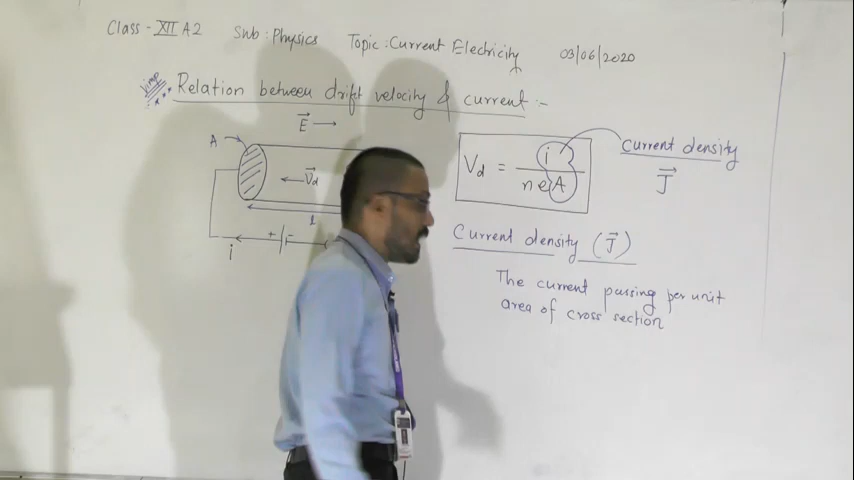 Class - XII A2 Sub : Physics Topic : Current Electricity 03/06/2020
imp Relation between drift velocity & current :-
E →
A
Vd
l
+ -
i
Vd = i / neA
Current density
J
Current density (J)
The current passing per unit
area of cross section